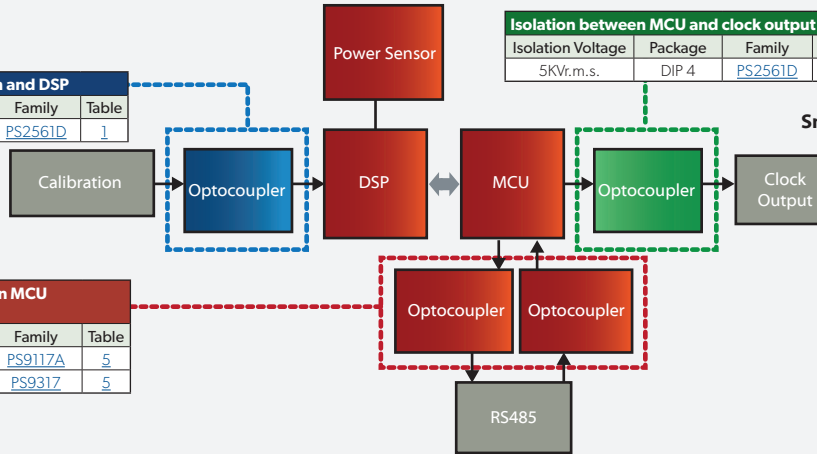 Power Sensor
Isolation between MCU and clock output
Isolation Voltage Package Family
5KVr.m.s. DIP 4 PS2561D
and DSP
Family Table
PS2561D 1
Calibration
Optocoupler
DSP
MCU
Optocoupler
Clock
Output
MCU
Family Table
PS9117A 5
PS9317 5
Optocoupler
Optocoupler
RS485